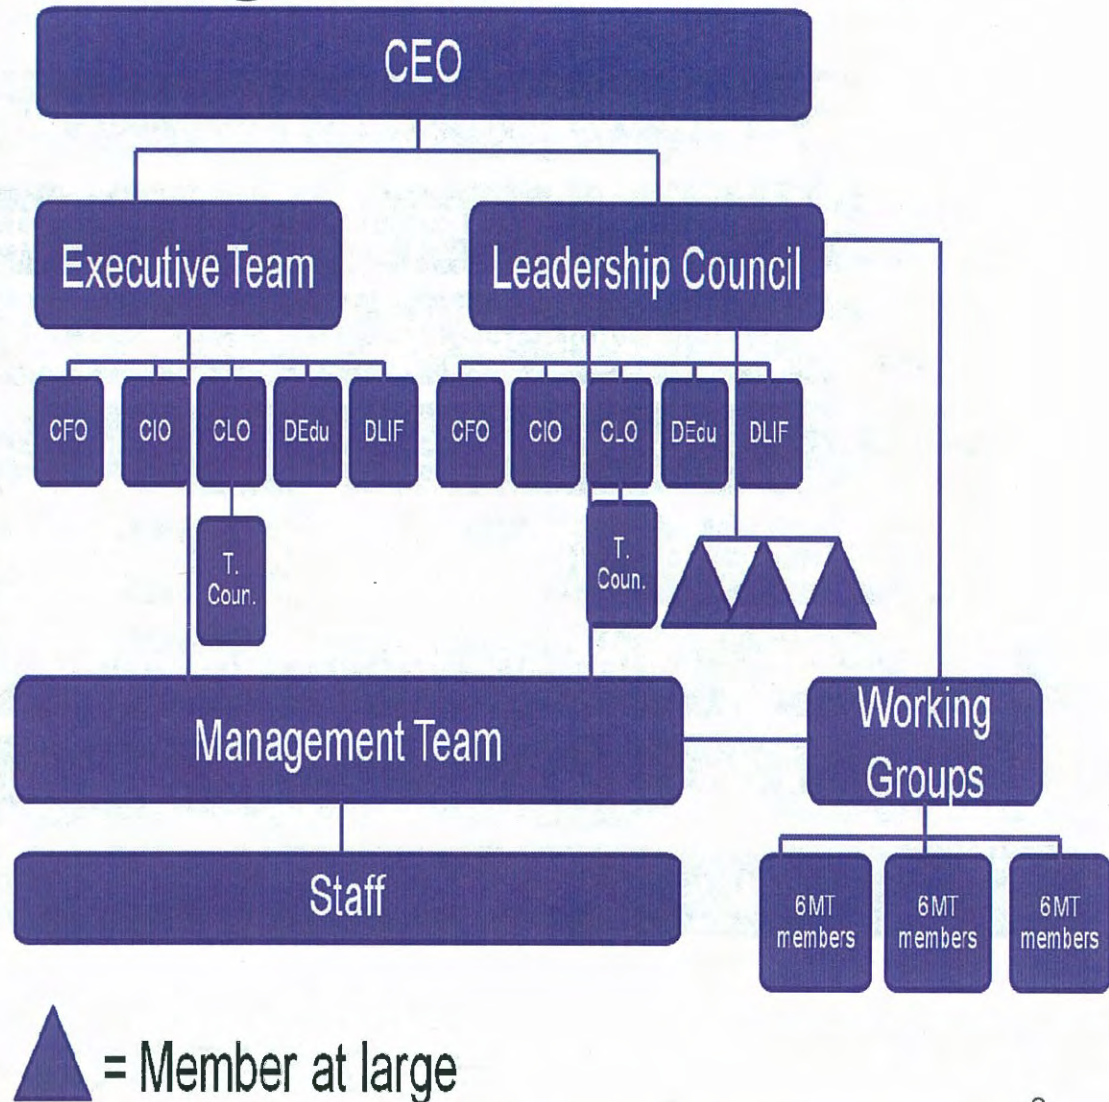 CEO
Executive Team
Leadership Council
CFO
CIO
CLO
DEdu
DLIF
CFO
CIO
CLO
DEdu
DLIF
T.
Coun.
T.
Coun.
Management Team
Working
Groups
Staff
6MT
members
6MT
members
6MT
members
= Member at large